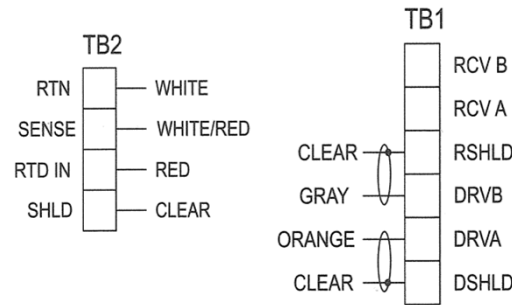 TB2
RTN WHITE
SENSE WHITE/RED
RTD IN RED
SHLD CLEAR
TB1
RCV B
RCV A
CLEAR RSHLD
GRAY DRVB
ORANGE DRVA
CLEAR DSHLD